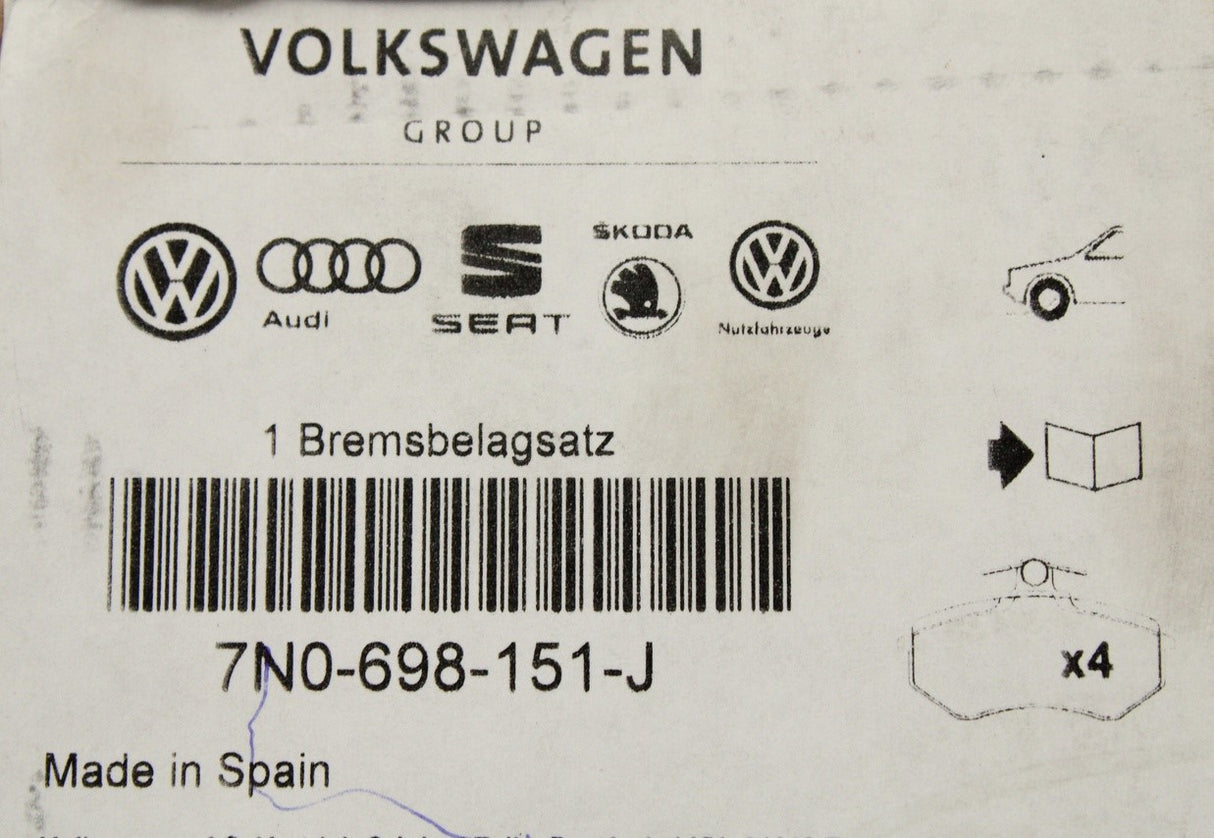 VOLKSWAGEN
GROUP
Audi
SEAT
ŠKODA
Nutzfahrzeuge
1 Bremsbelagsatz
7N0-698-151-J
x4
Made in Spain